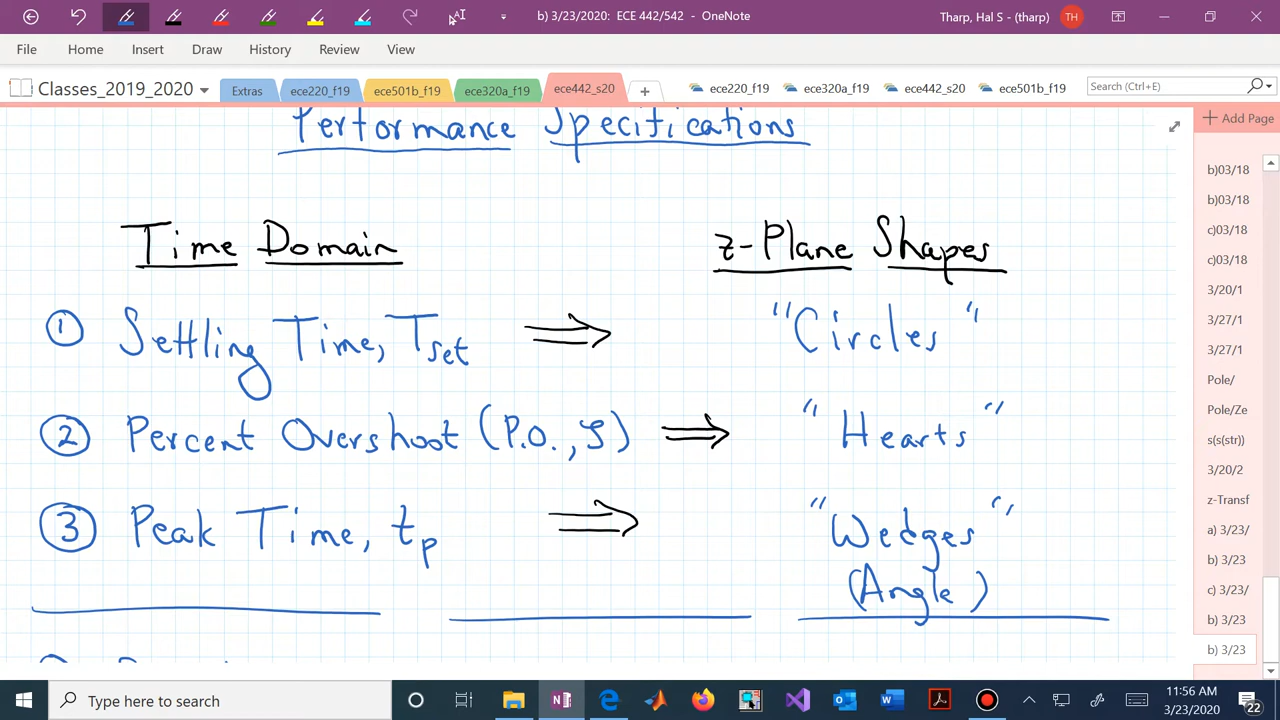 b) 3/23/2020: ECE 442/542 - OneNote
Tharp, Hal S - (tharp) TH
File Home Insert Draw History Review View
Classes_2019_2020 Extras ece220_f19 ece501b_f19 ece320a_f19 ece442_s20 + ece220_f19 ece320a_f19 ece442_s20 ece501b_f19 Search (Ctrl+E)
Performance Specifications
Time Domain z-Plane Shapes
① Settling Time, Tset ⇒ "Circles"
② Percent Overshoot (P.O., ζ) ⇒ "Hearts"
③ Peak Time, tp ⇒ "Wedges"
(Angle)
+ Add Page
b)03/18
b)03/18
c)03/18
c)03/18
3/20/1
3/27/1
3/27/1
Pole/
Pole/Ze
s(s(str))
3/20/2
z-Transf
a) 3/23/
b) 3/23
c) 3/23/
b) 3/23
b) 3/23
Type here to search
11:56 AM
3/23/2020
22